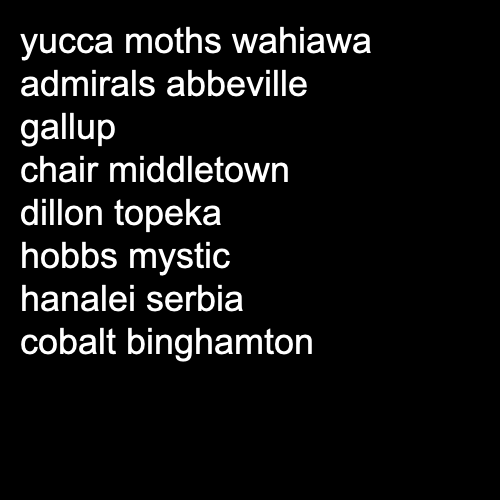 yucca moths wahiawa
admirals abbeville
gallup
chair middletown
dillon topeka
hobbs mystic
hanalei serbia
cobalt binghamton